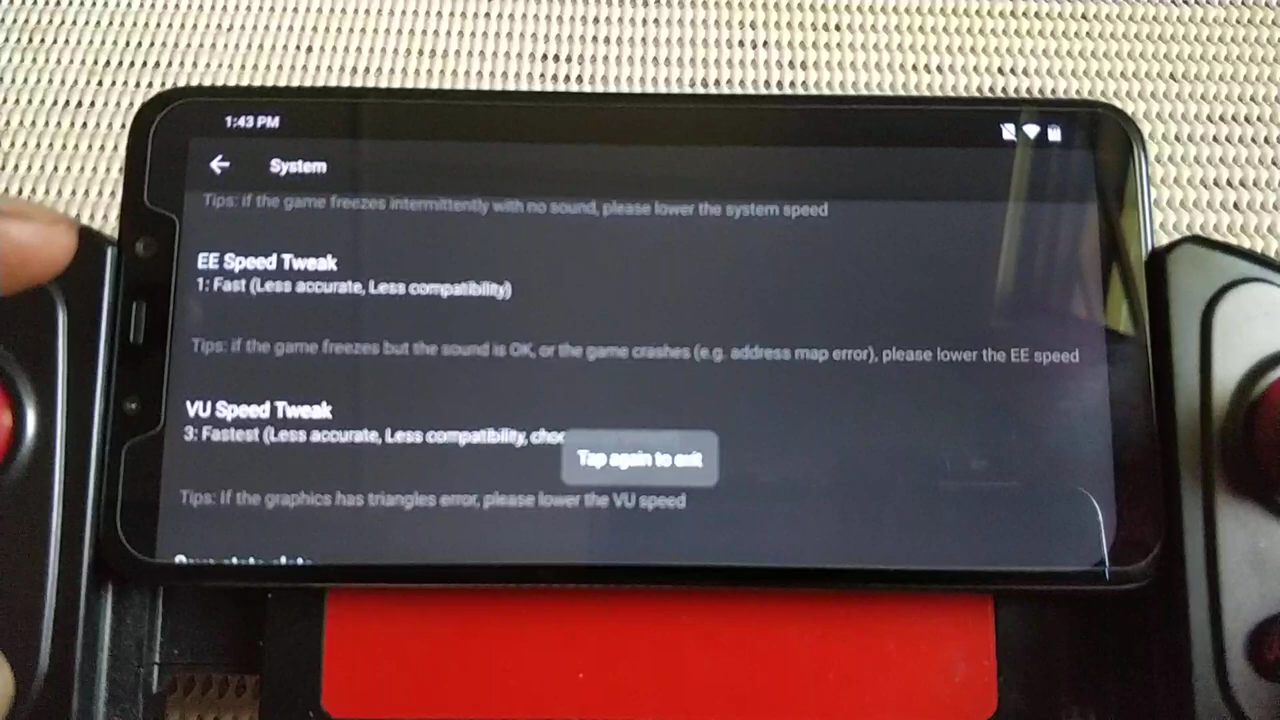 1:43 PM
System
Tips: if the game freezes intermittently with no sound, please lower the system speed
EE Speed Tweak
1: Fast (Less accurate, Less compatibility)
Tips: if the game freezes but the sound is OK, or the game crashes (e.g. address map error), please lower the EE speed
VU Speed Tweak
3: Fastest (Less accurate, Less compatibility,
Tap again to exit
Tips: If the graphics has triangles error, please lower the VU speed